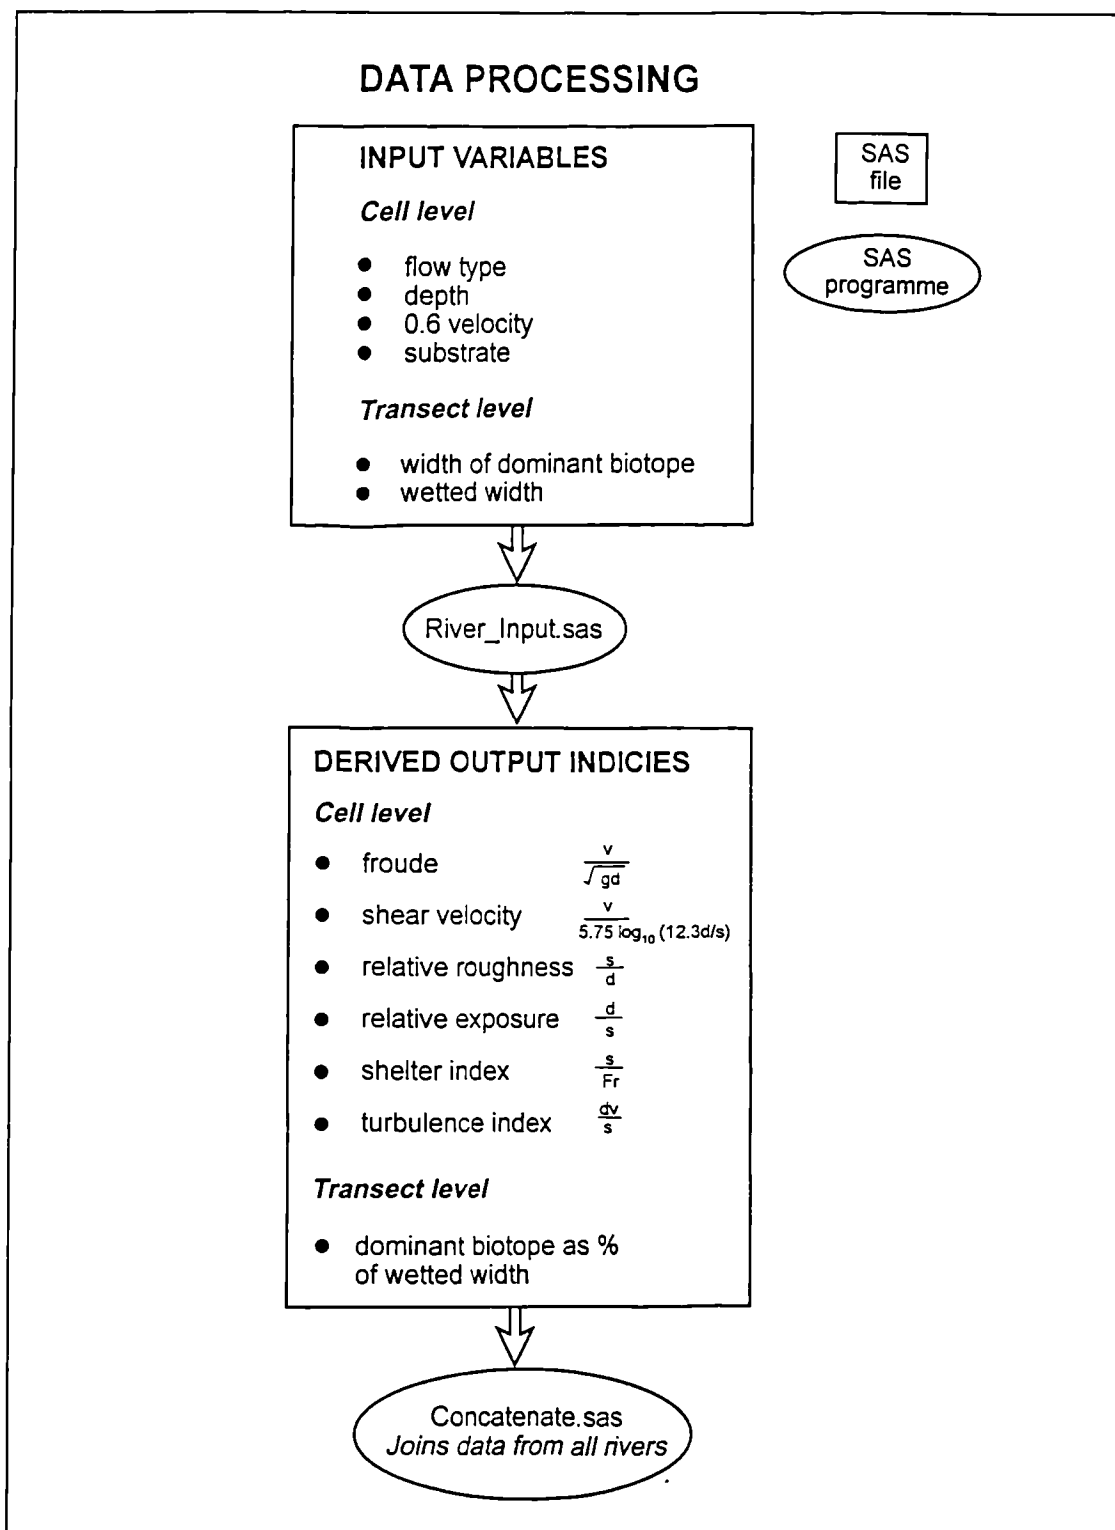 DATA PROCESSING
INPUT VARIABLES
Cell level
● flow type
● depth
● 0.6 velocity
● substrate
Transect level
● width of dominant biotope
● wetted width
SAS
file
SAS
programme
River_Input.sas
DERIVED OUTPUT INDICIES
Cell level
● froude v / √gd
● shear velocity v / 5.75 log₁₀ (12.3d/s)
● relative roughness s / d
● relative exposure d / s
● shelter index s / Fr
● turbulence index dv / s
Transect level
● dominant biotope as %
of wetted width
Concatenate.sas
Joins data from all rivers